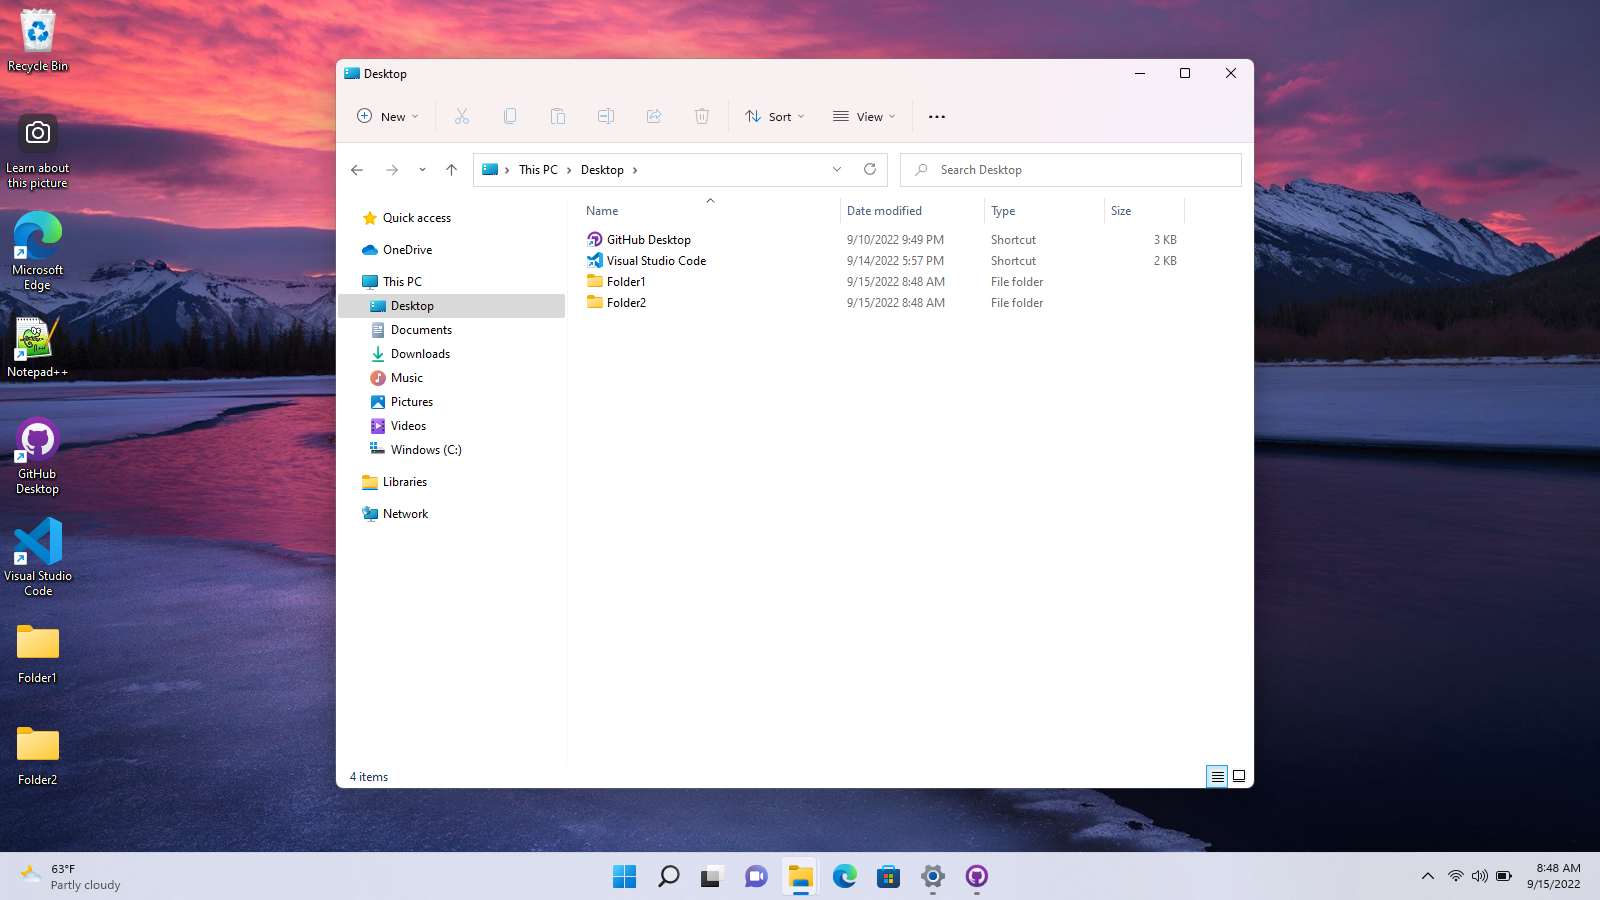 Recycle Bin
Learn about
this picture
Microsoft
Edge
Notepad++
GitHub
Desktop
Visual Studio
Code
Folder1
Folder2
Desktop
New
Sort
View
This PC
Desktop
Search Desktop
Quick access
OneDrive
This PC
Desktop
Documents
Downloads
Music
Pictures
Videos
Windows (C:)
Libraries
Network
Name Date modified Type Size
GitHub Desktop 9/10/2022 9:49 PM Shortcut 3 KB
Visual Studio Code 9/14/2022 5:57 PM Shortcut 2 KB
Folder1 9/15/2022 8:48 AM File folder
Folder2 9/15/2022 8:48 AM File folder
4 items
63°F
Partly cloudy
8:48 AM
9/15/2022